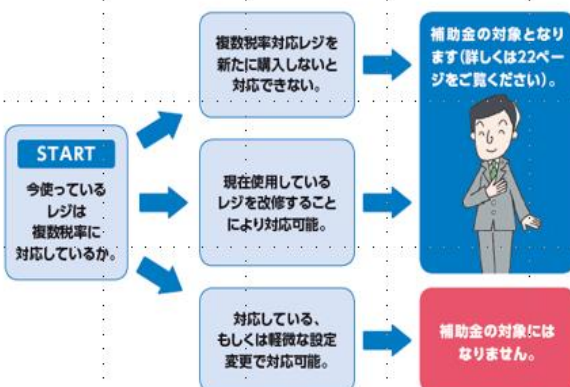 START
今使っている
レジは
複数税率に
対応しているか。
複数税率対応レジを
新たに購入しないと
対応できない。
補助金の対象となり
ます(詳しくは22ペー
ジをご覧ください)。
現在使用している
レジを改修すること
により対応可能。
対応している、
もしくは軽微な設定
変更で対応可能。
補助金の対象には
なりません。